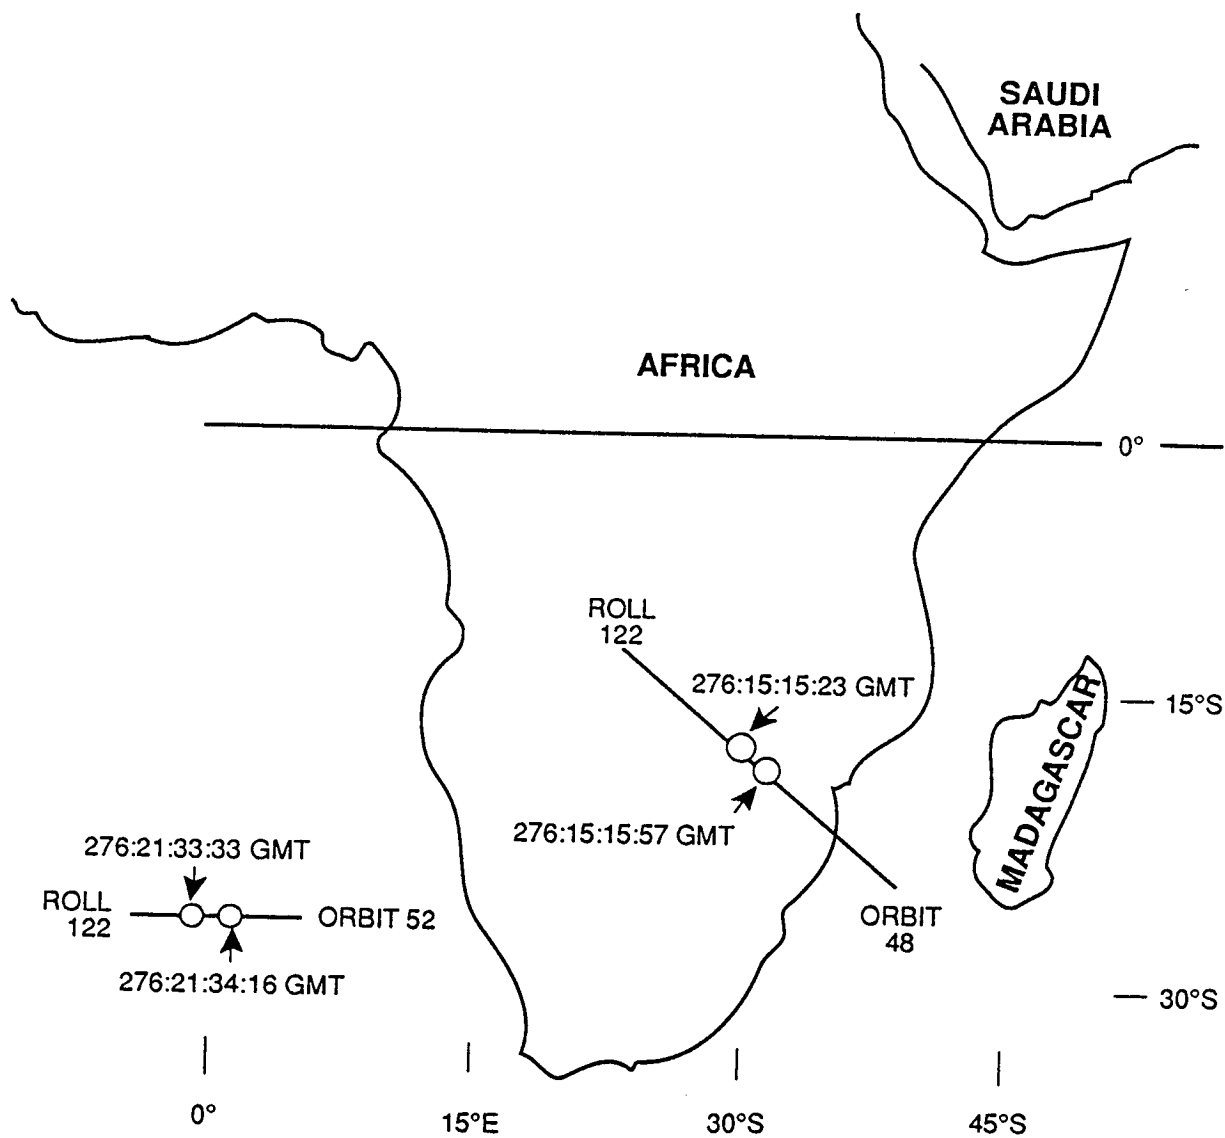 SAUDI
ARABIA
AFRICA
0°
ROLL
122
276:15:15:23 GMT
15°S
MADAGASCAR
276:15:15:57 GMT
276:21:33:33 GMT
ROLL
122
ORBIT 52
ORBIT
48
276:21:34:16 GMT
30°S
0°
15°E
30°S
45°S